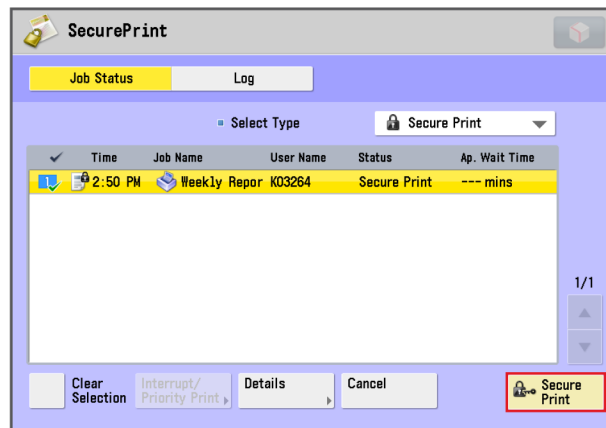 SecurePrint
Job Status Log
Select Type Secure Print
Time Job Name User Name Status Ap. Wait Time
1 2:50 PM Weekly Repor K03264 Secure Print --- mins
1/1
Clear Selection
Interrupt/ Priority Print
Details
Cancel
Secure Print